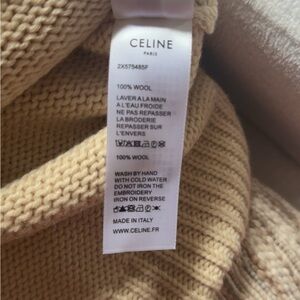 CELINE
PARIS
2X575485F
100% WOOL
LAVER A LA MAIN
A L'EAU FROIDE
NE PAS REPASSER
LA BRODERIE
REPASSER SUR
L'ENVERS
100% WOOL
WASH BY HAND
WITH COLD WATER
DO NOT IRON THE
EMBROIDERY
IRON ON REVERSE
MADE IN ITALY
WWW.CELINE.FR